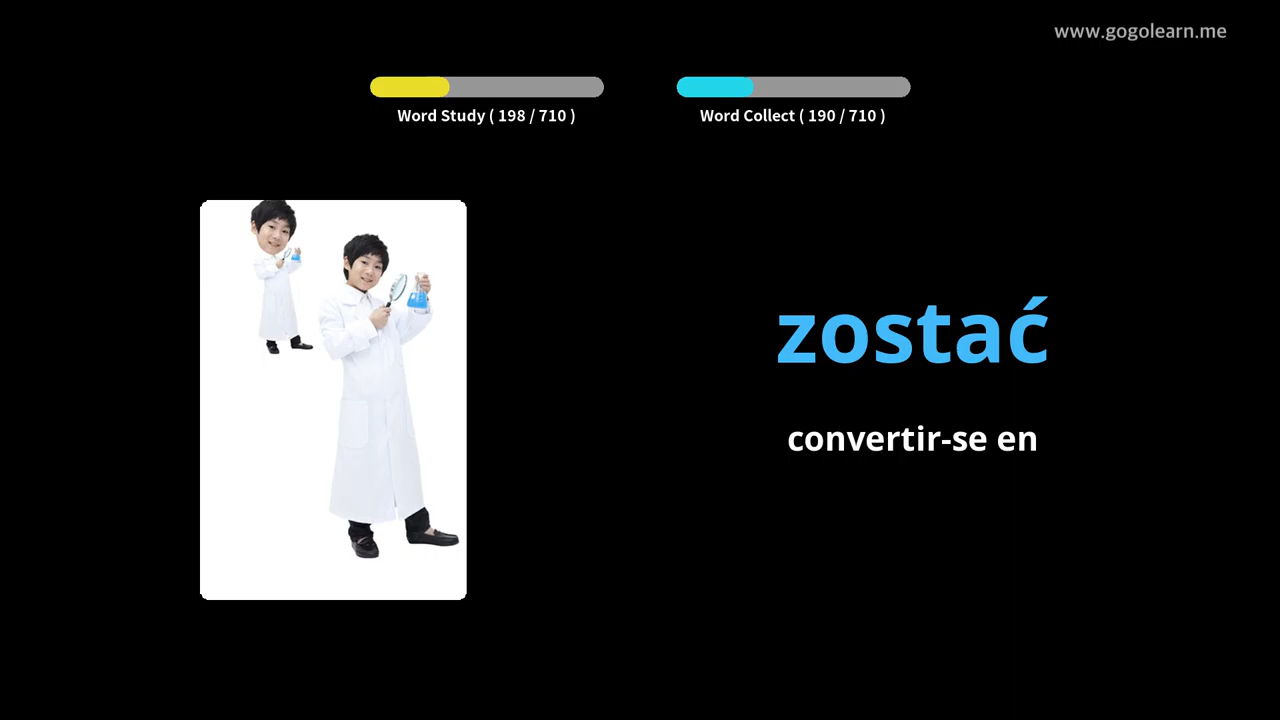 www.gogolearn.me
Word Study ( 198 / 710 )
Word Collect ( 190 / 710 )
zostać
convertir-se en